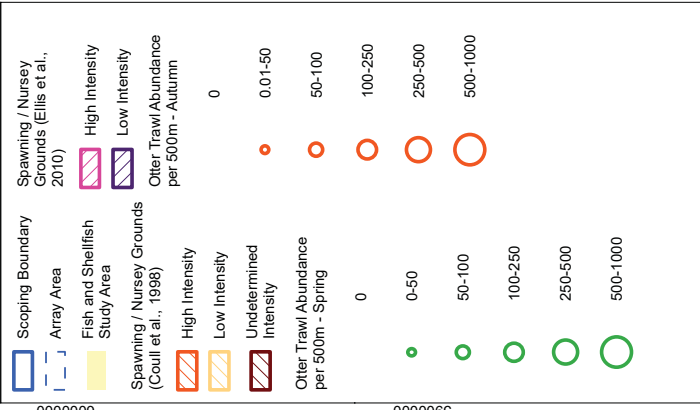 Scoping Boundary
Array Area
Fish and Shellfish
Study Area
Spawning / Nursey Grounds
(Coull et al., 1998)
High Intensity
Low Intensity
Undetermined
Intensity
Otter Trawl Abundance
per 500m - Spring
0
0-50
50-100
100-250
250-500
500-1000
Spawning / Nursey
Grounds (Ellis et al.,
2010)
High Intensity
Low Intensity
Otter Trawl Abundance
per 500m - Autumn
0
0.01-50
50-100
100-250
250-500
500-1000